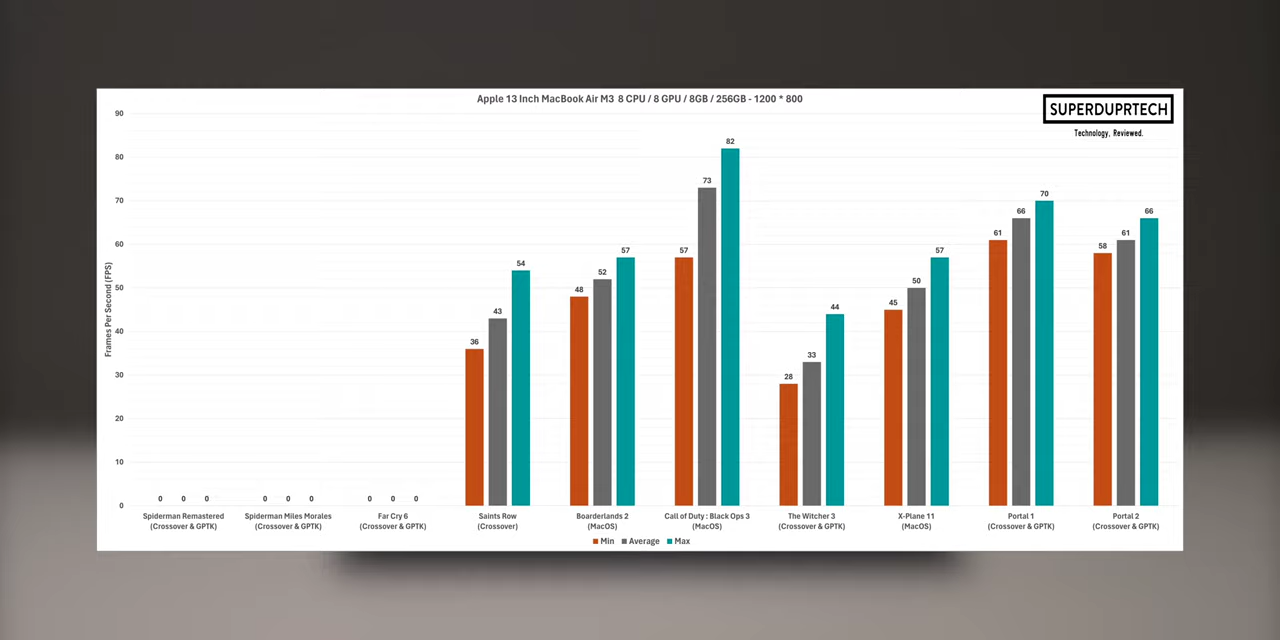 Apple 13 Inch MacBook Air M3 8 CPU / 8 GPU / 8GB / 256GB - 1200 * 800
SUPERDUPRTECH
Technology, Reviewed.
Frames Per Second (FPS)
90
80
70
60
50
40
30
20
10
0
0 0 0
0 0 0
0 0 0
36 43 54
48 52 57
57 73 82
28 33 44
45 50 57
61 66 70
58 61 66
Spiderman Remastered
(Crossover & GPTK)
Spiderman Miles Morales
(Crossover & GPTK)
Far Cry 6
(Crossover & GPTK)
Saints Row
(Crossover)
Boarderlands 2
(MacOS)
Call of Duty : Black Ops 3
(MacOS)
The Witcher 3
(Crossover & GPTK)
X-Plane 11
(MacOS)
Portal 1
(Crossover & GPTK)
Portal 2
(Crossover & GPTK)
Min Average Max